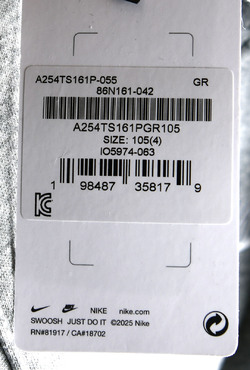 A254TS161P-055 GR
86N161-042
A254TS161PGR105
SIZE: 105(4)
IO5974-063
1 98487 35817 9
NIKE nike.com
SWOOSH JUST DO IT ©2025 Nike
RN#81917 / CA#18702